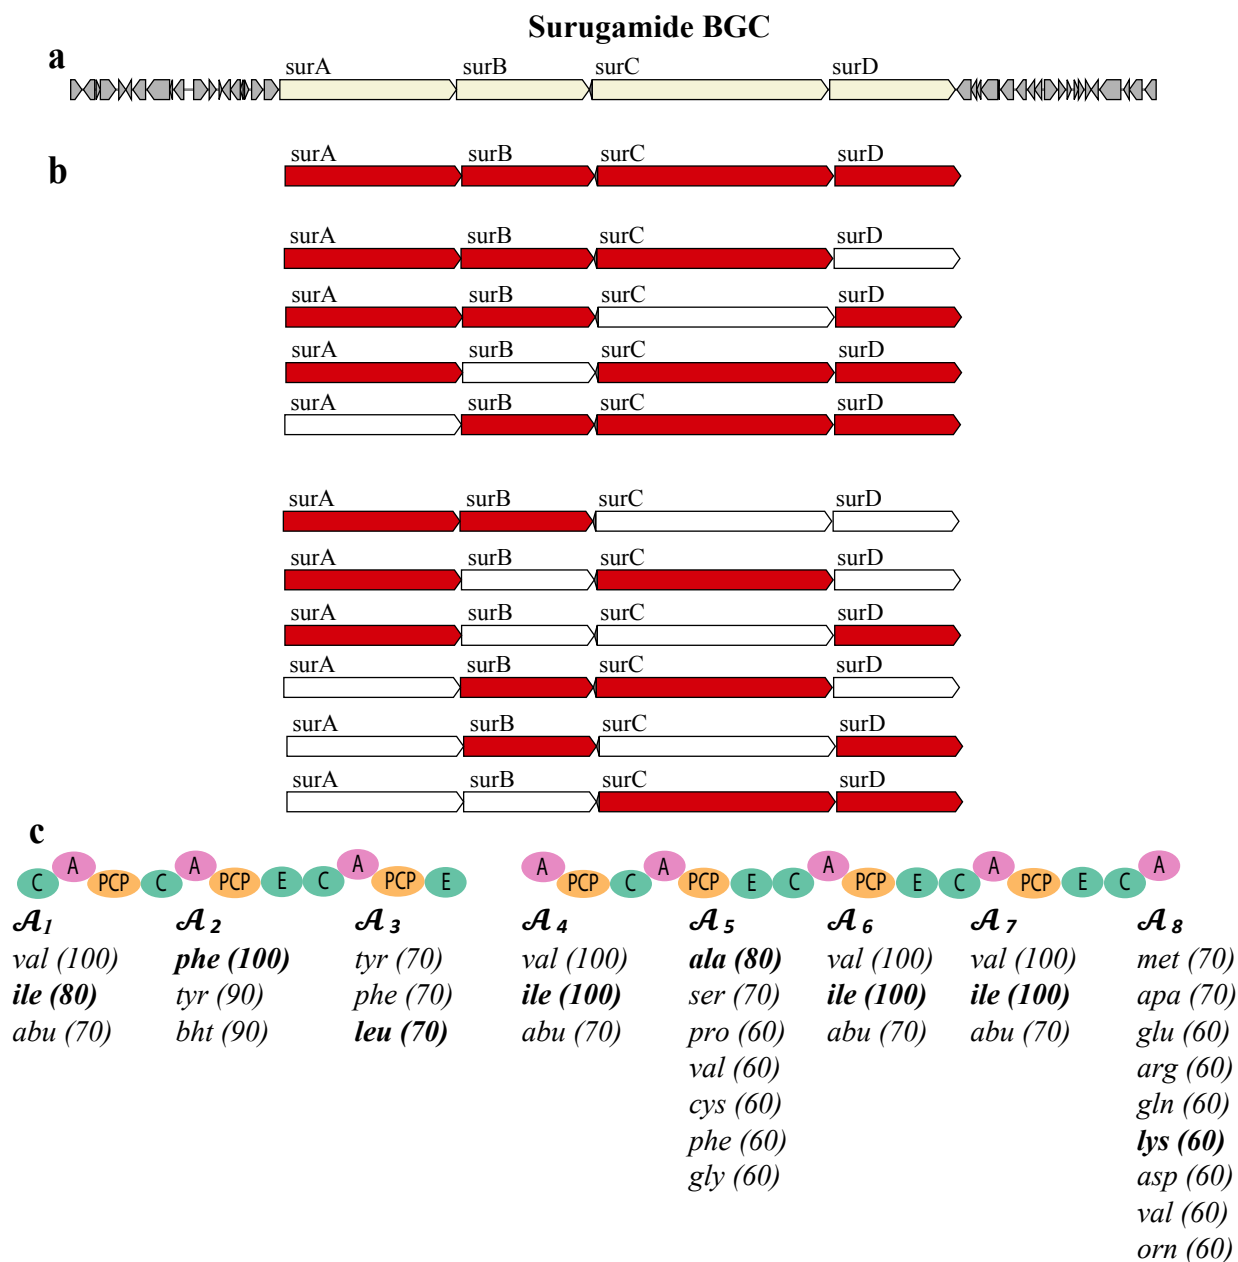 Surugamide BGC
a
surA surB surC surD
b
surA surB surC surD
surA surB surC surD
surA surB surC surD
surA surB surC surD
surA surB surC surD
surA surB surC surD
surA surB surC surD
surA surB surC surD
surA surB surC surD
surA surB surC surD
surA surB surC surD
c
C A PCP C A PCP E C A PCP E A PCP C A PCP E C A PCP E C A PCP E C A
A1 A2 A3 A4 A5 A6 A7 A8
val (100) phe (100) tyr (70) val (100) ala (80) val (100) val (100) met (70)
ile (80) tyr (90) phe (70) ile (100) ser (70) ile (100) ile (100) apa (70)
abu (70) bht (90) leu (70) abu (70) pro (60) abu (70) abu (70) glu (60)
val (60) arg (60)
cys (60) gln (60)
phe (60) lys (60)
gly (60) asp (60)
val (60)
orn (60)